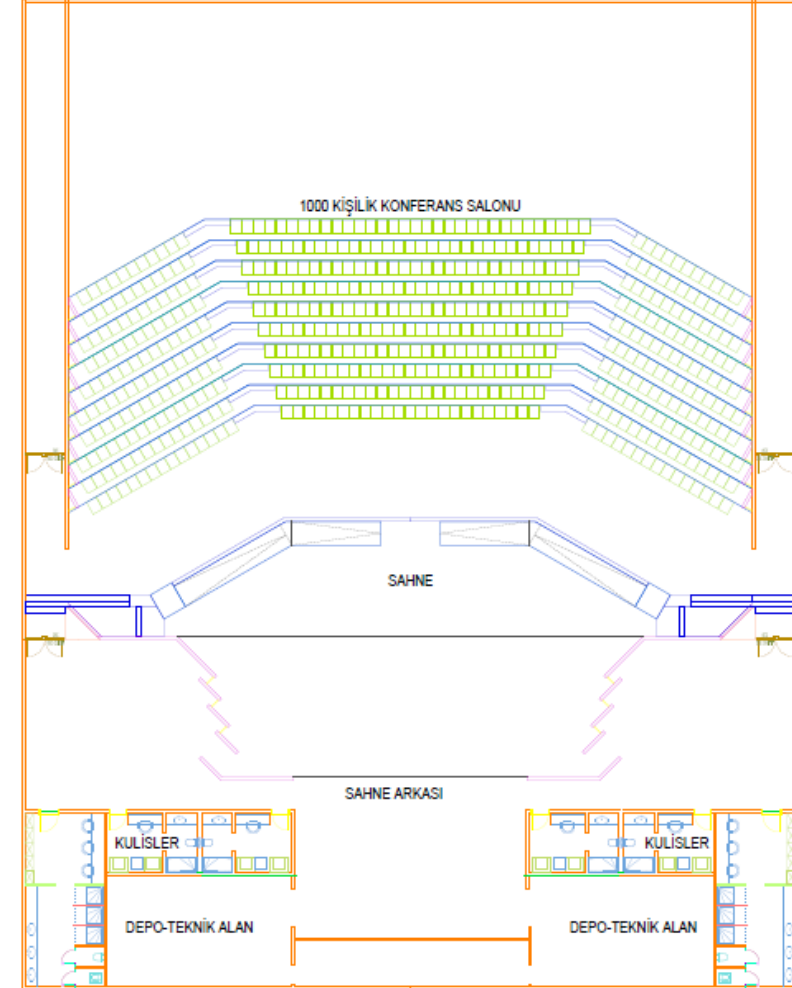 1000 KİŞİLİK KONFERANS SALONU
SAHNE
SAHNE ARKASI
KULİSLER
KULİSLER
DEPO-TEKNİK ALAN
DEPO-TEKNİK ALAN